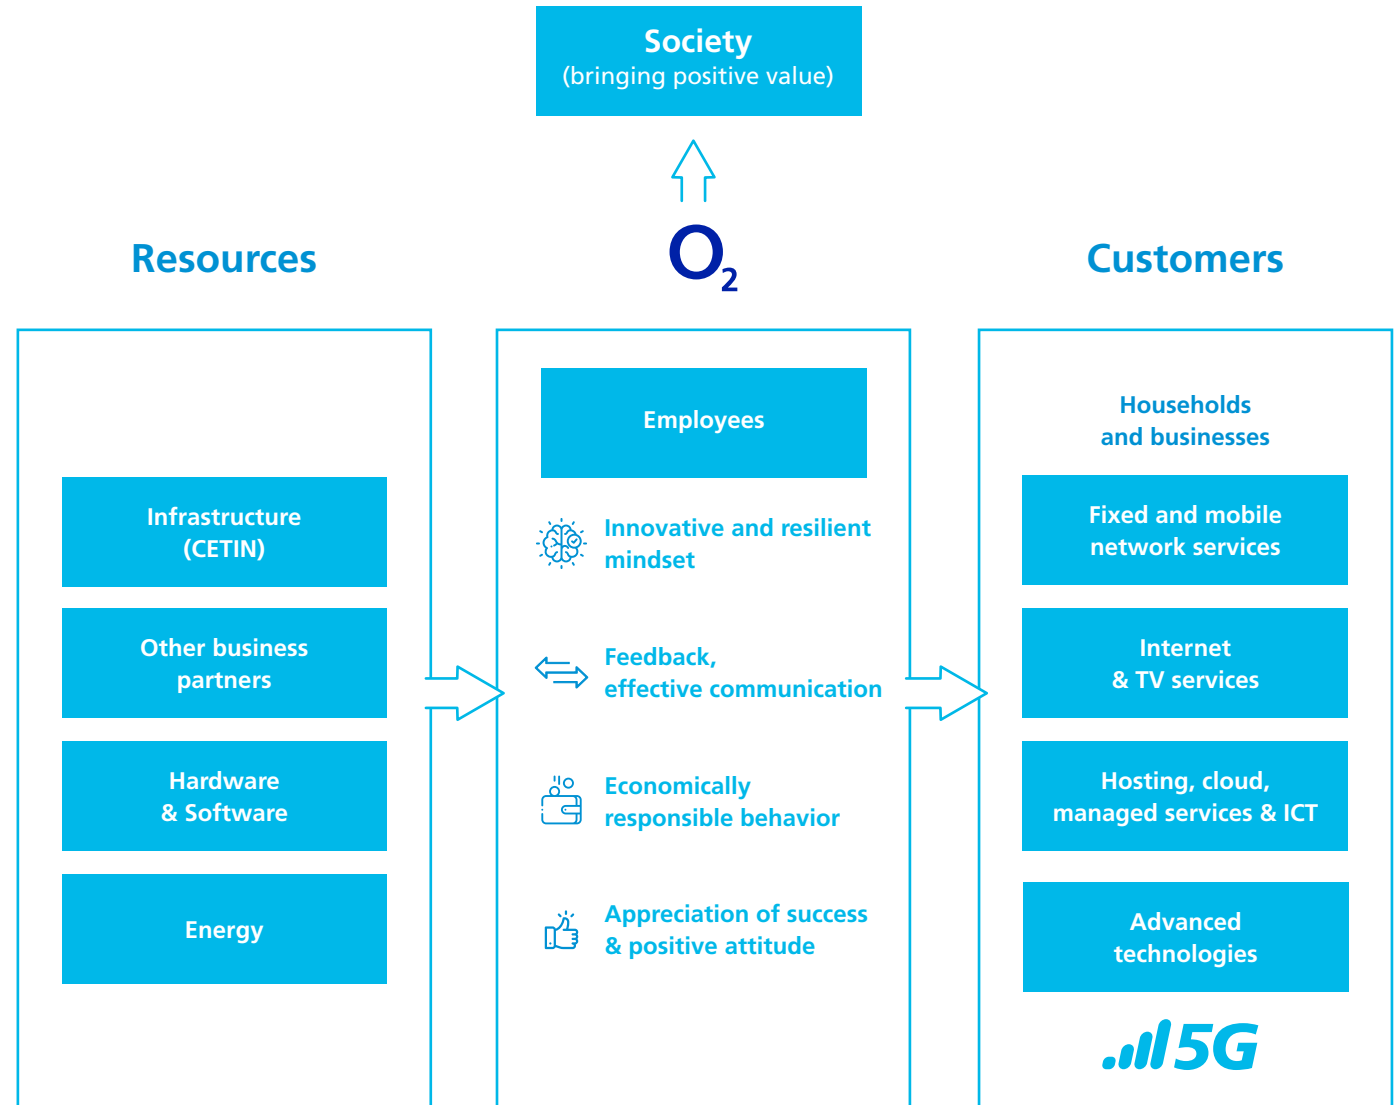 Society
(bringing positive value)
O2
Resources
Customers
Infrastructure
(CETIN)
Other business
partners
Hardware
& Software
Energy
Employees
Innovative and resilient
mindset
Feedback,
effective communication
Economically
responsible behavior
Appreciation of success
& positive attitude
Households
and businesses
Fixed and mobile
network services
Internet
& TV services
Hosting, cloud,
managed services & ICT
Advanced
technologies
5G